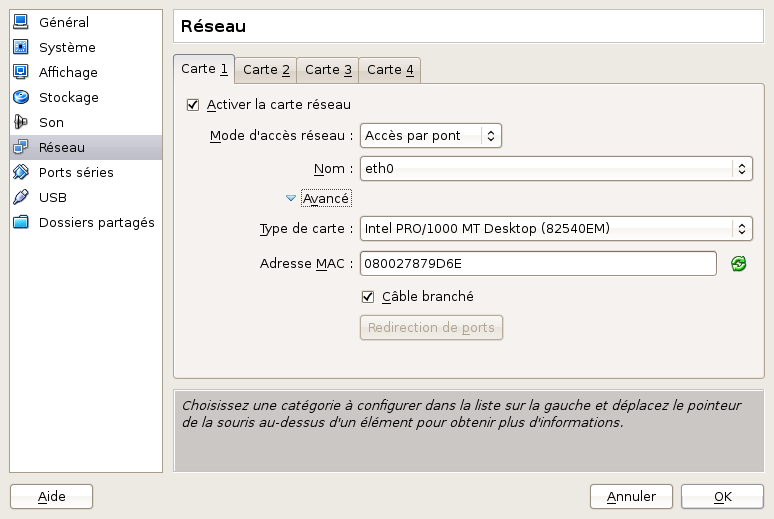 Général
Système
Affichage
Stockage
Son
Réseau
Ports séries
USB
Dossiers partagés
Réseau
Carte 1
Carte 2
Carte 3
Carte 4
Activer la carte réseau
Mode d'accès réseau : Accès par pont
Nom : eth0
Avancé
Type de carte : Intel PRO/1000 MT Desktop (82540EM)
Adresse MAC : 080027879D6E
Câble branché
Redirection de ports
Choisissez une catégorie à configurer dans la liste sur la gauche et déplacez le pointeur
de la souris au-dessus d'un élément pour obtenir plus d'informations.
Aide
Annuler
OK